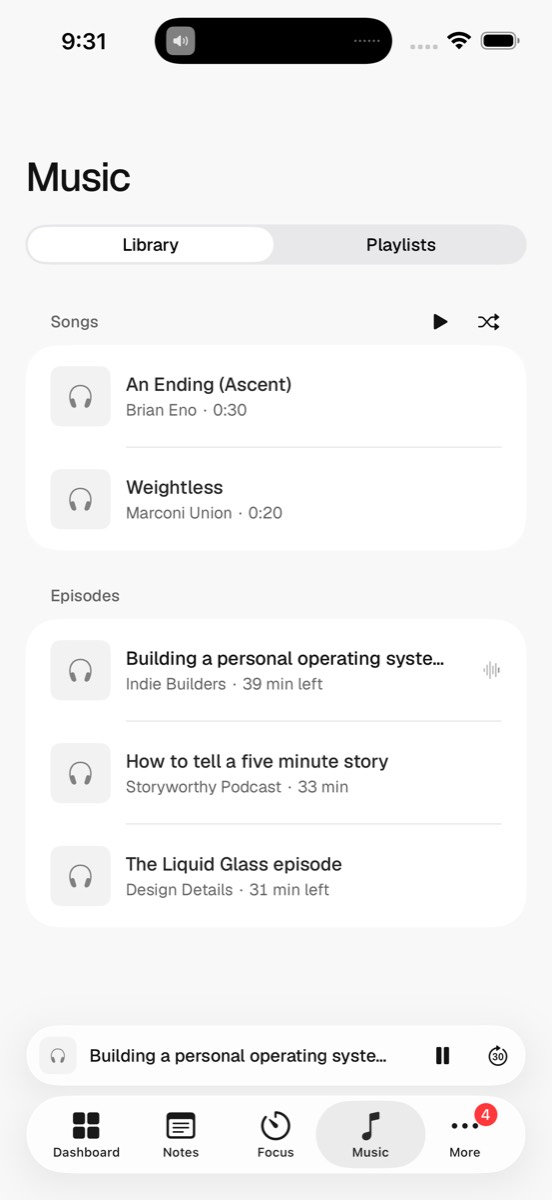 9:31
Music
Library
Playlists
Songs
An Ending (Ascent)
Brian Eno · 0:30
Weightless
Marconi Union · 0:20
Episodes
Building a personal operating syste...
Indie Builders · 39 min left
How to tell a five minute story
Storyworthy Podcast · 33 min
The Liquid Glass episode
Design Details · 31 min left
Building a personal operating syste...
30
Dashboard
Notes
Focus
Music
4
More